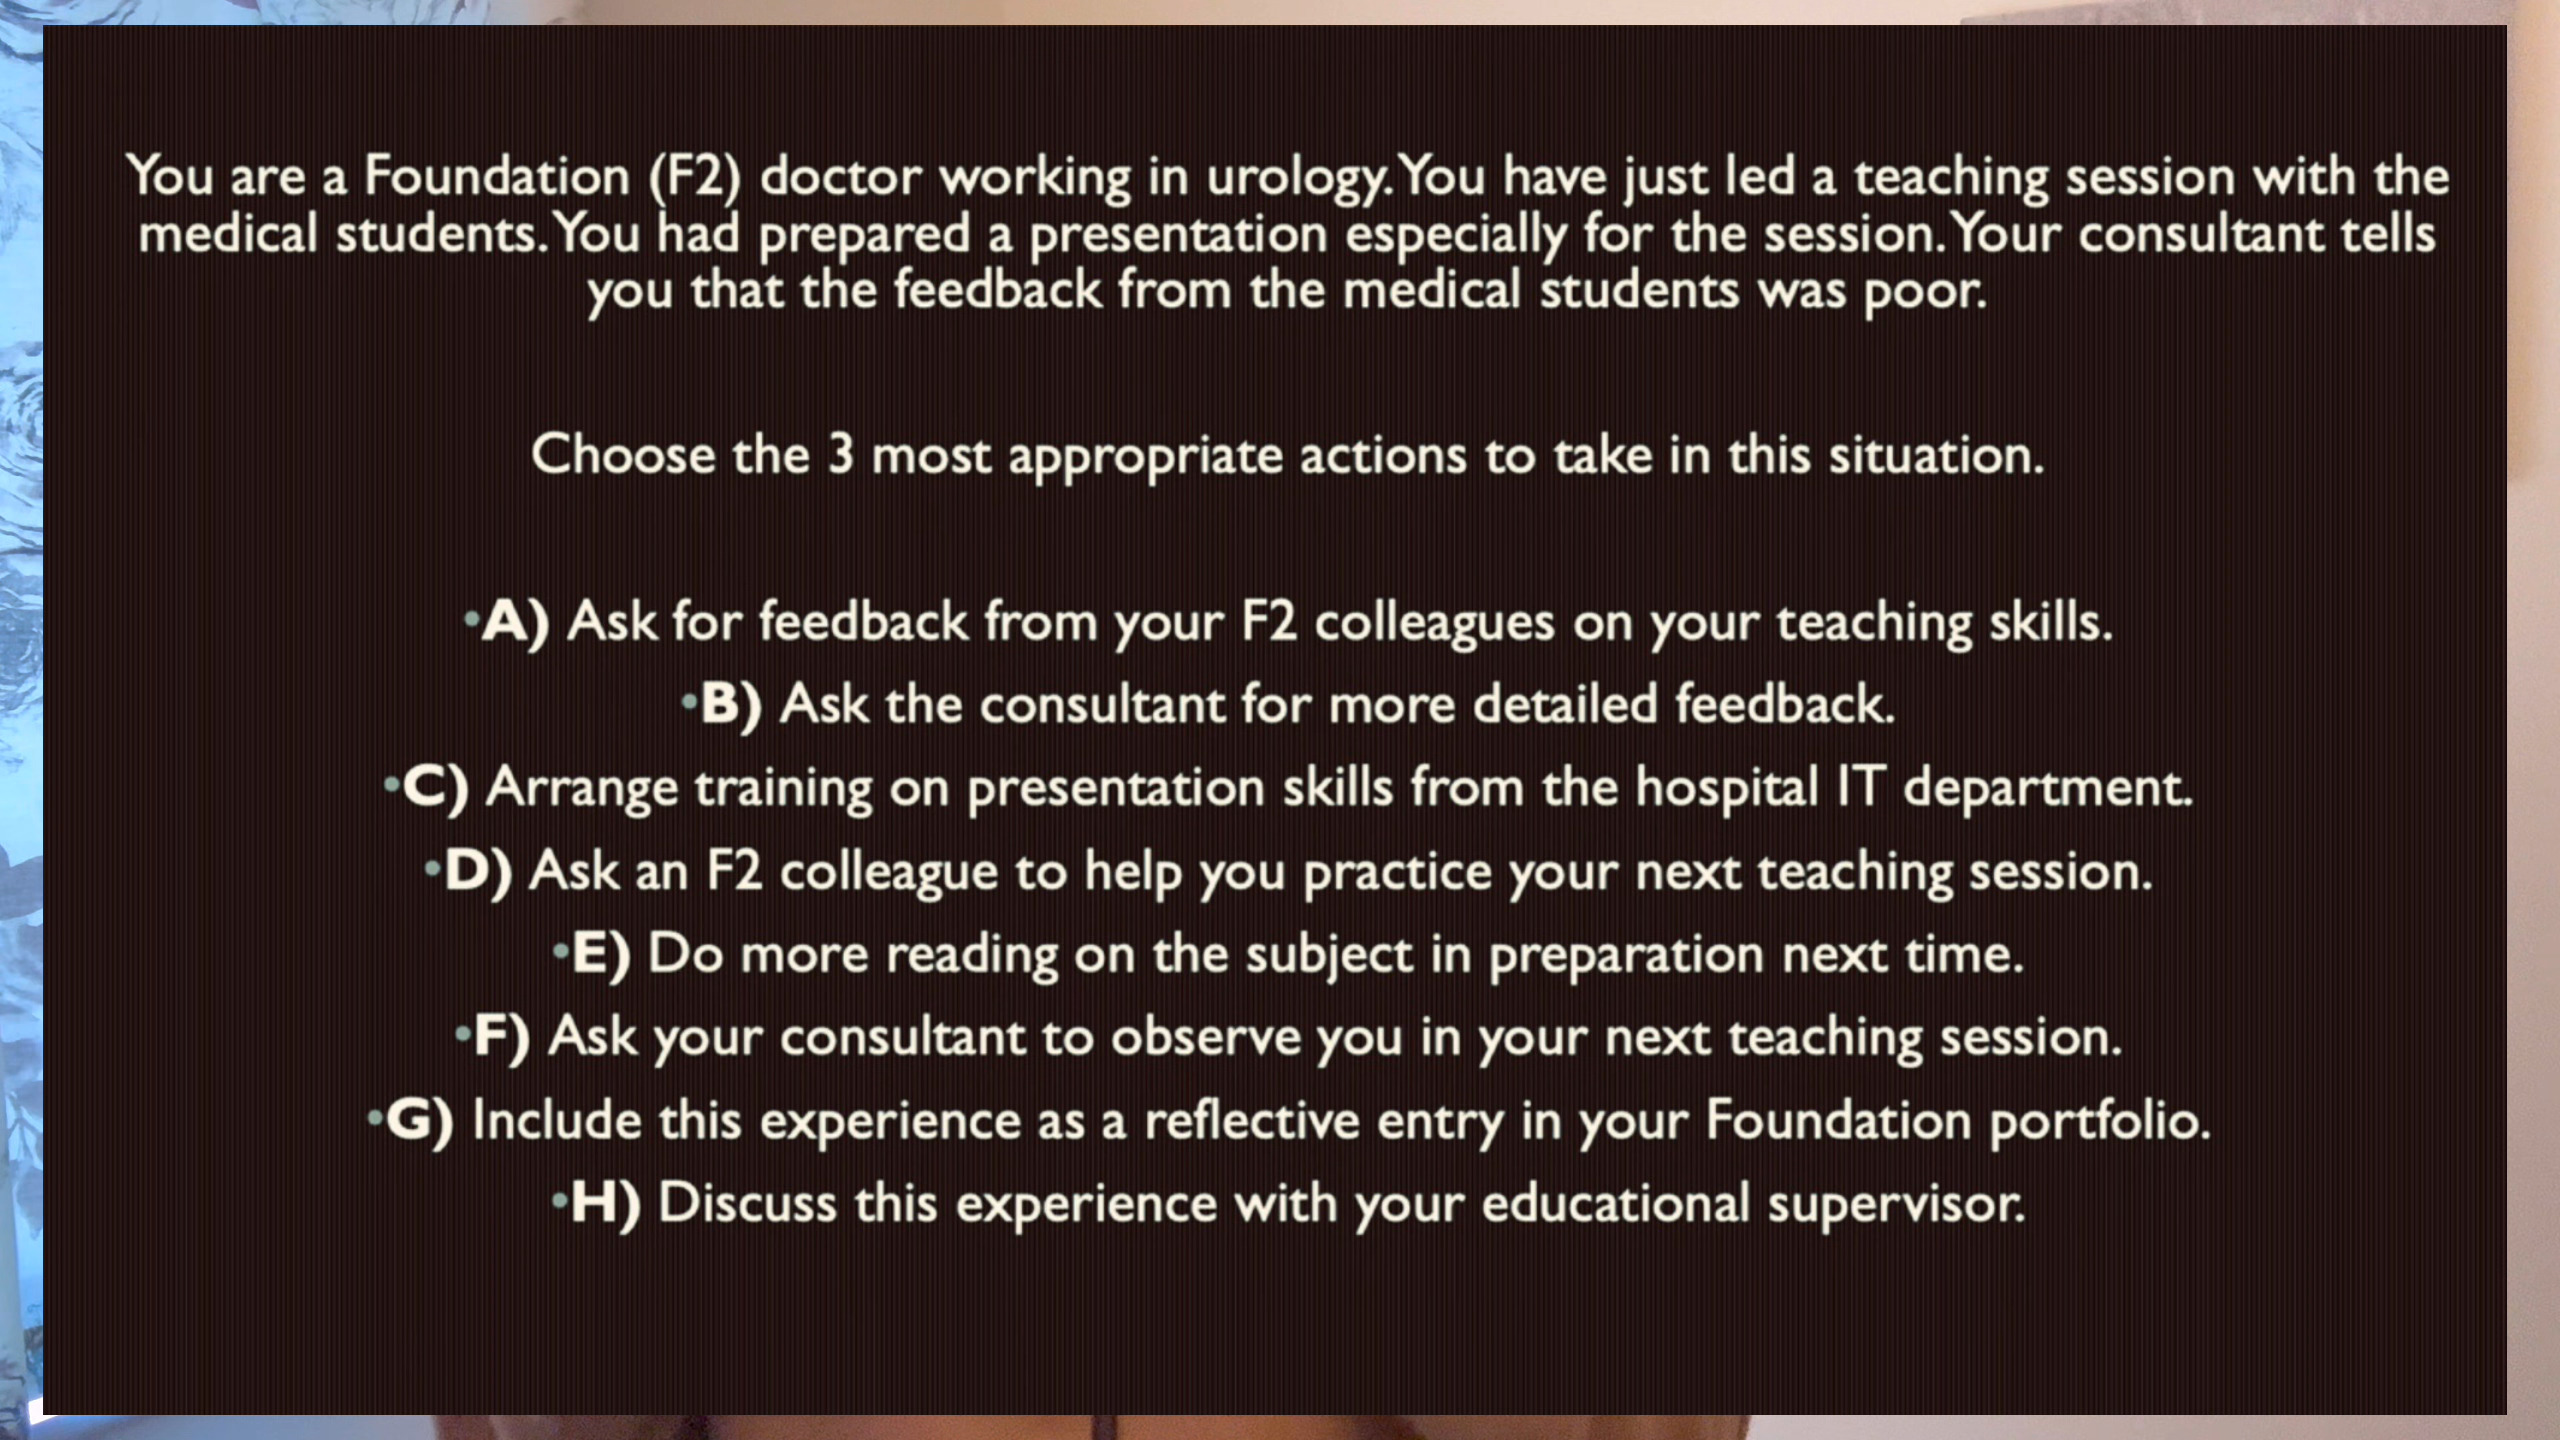 You are a Foundation (F2) doctor working in urology. You have just led a teaching session with the
medical students. You had prepared a presentation especially for the session. Your consultant tells
you that the feedback from the medical students was poor.
Choose the 3 most appropriate actions to take in this situation.
•A) Ask for feedback from your F2 colleagues on your teaching skills.
•B) Ask the consultant for more detailed feedback.
•C) Arrange training on presentation skills from the hospital IT department.
•D) Ask an F2 colleague to help you practice your next teaching session.
•E) Do more reading on the subject in preparation next time.
•F) Ask your consultant to observe you in your next teaching session.
•G) Include this experience as a reflective entry in your Foundation portfolio.
•H) Discuss this experience with your educational supervisor.